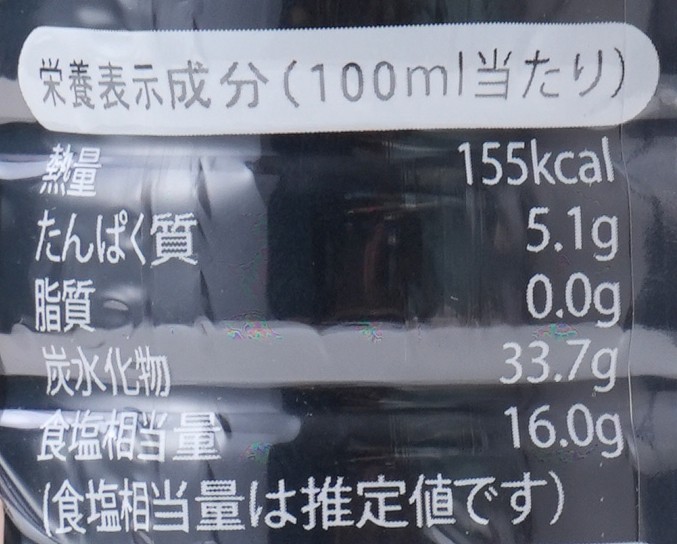 栄養表示成分(100ml当たり)
熱量 155kcal
たんぱく質 5.1g
脂質 0.0g
炭水化物 33.7g
食塩相当量 16.0g
(食塩相当量は推定値です)